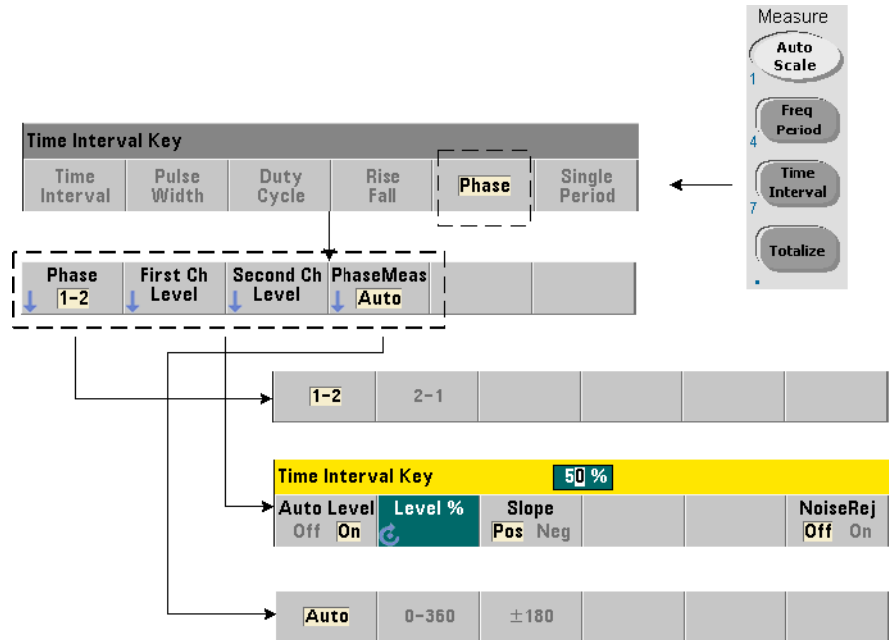 Measure
Auto
Scale
1
Freq
Period
4
Time
Interval
7
Totalize
.
Time Interval Key
Time
Interval
Pulse
Width
Duty
Cycle
Rise
Fall
Phase
Single
Period
Phase
1-2
First Ch
Level
Second Ch
Level
PhaseMeas
Auto
1-2
2-1
Time Interval Key 50 %
Auto Level
Off On
Level %
Slope
Pos Neg
NoiseRej
Off On
Auto
0-360
±180